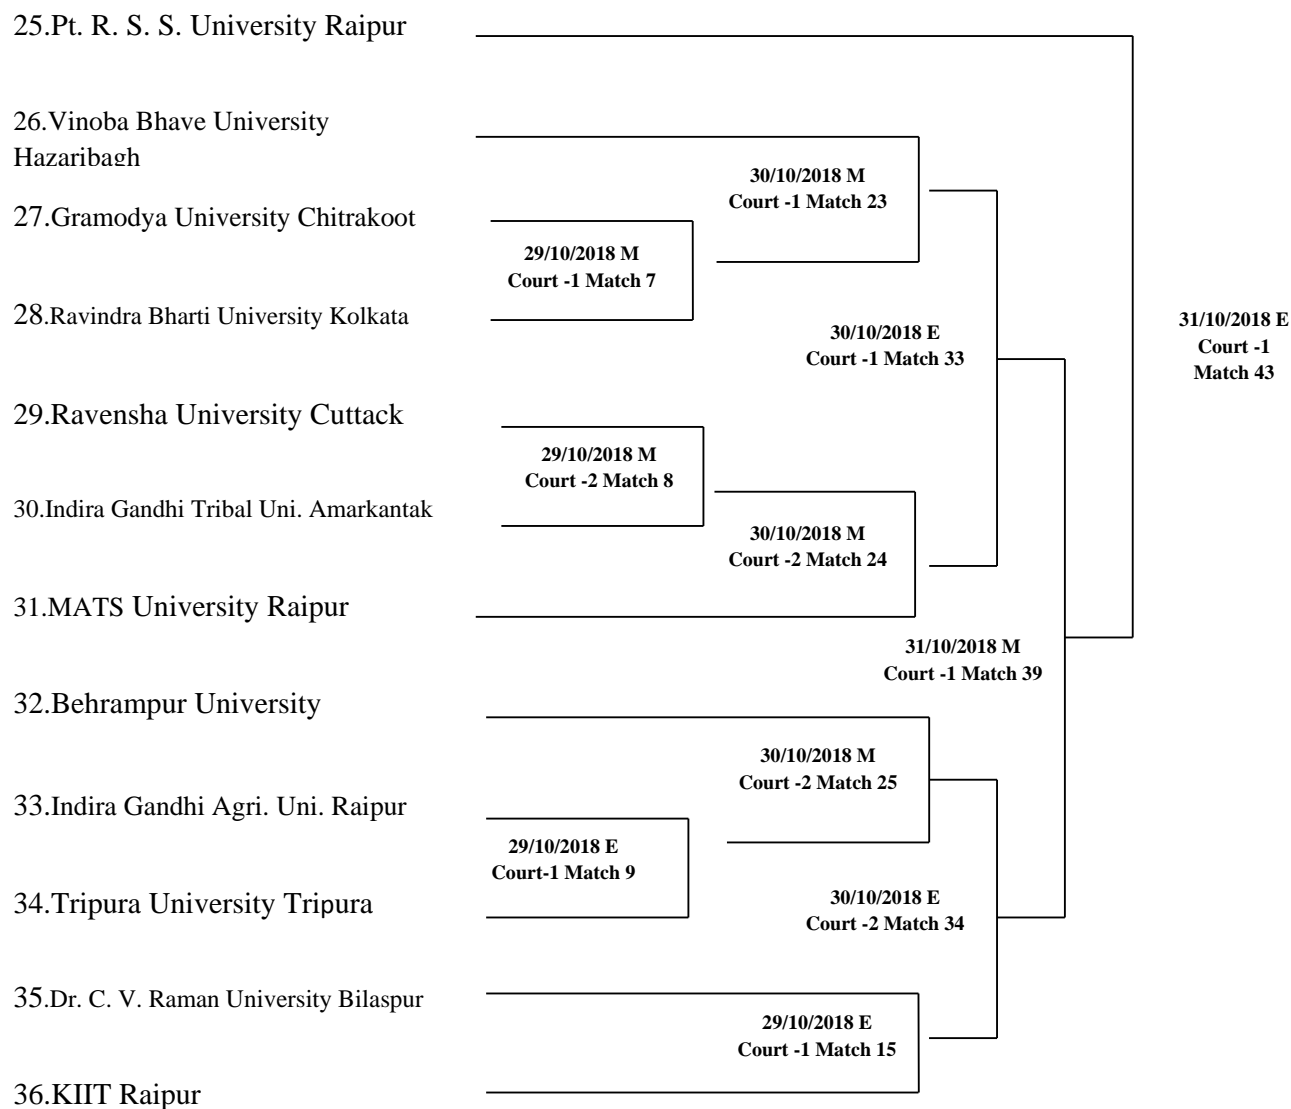 25.Pt. R. S. S. University Raipur
26.Vinoba Bhave University
Hazaribagh
30/10/2018 M
Court -1 Match 23
27.Gramodya University Chitrakoot
29/10/2018 M
Court -1 Match 7
28.Ravindra Bharti University Kolkata
30/10/2018 E
Court -1 Match 33
31/10/2018 E
Court -1
Match 43
29.Ravensha University Cuttack
29/10/2018 M
Court -2 Match 8
30.Indira Gandhi Tribal Uni. Amarkantak
30/10/2018 M
Court -2 Match 24
31.MATS University Raipur
31/10/2018 M
Court -1 Match 39
32.Behrampur University
30/10/2018 M
Court -2 Match 25
33.Indira Gandhi Agri. Uni. Raipur
29/10/2018 E
Court-1 Match 9
34.Tripura University Tripura
30/10/2018 E
Court -2 Match 34
35.Dr. C. V. Raman University Bilaspur
29/10/2018 E
Court -1 Match 15
36.KIIT Raipur